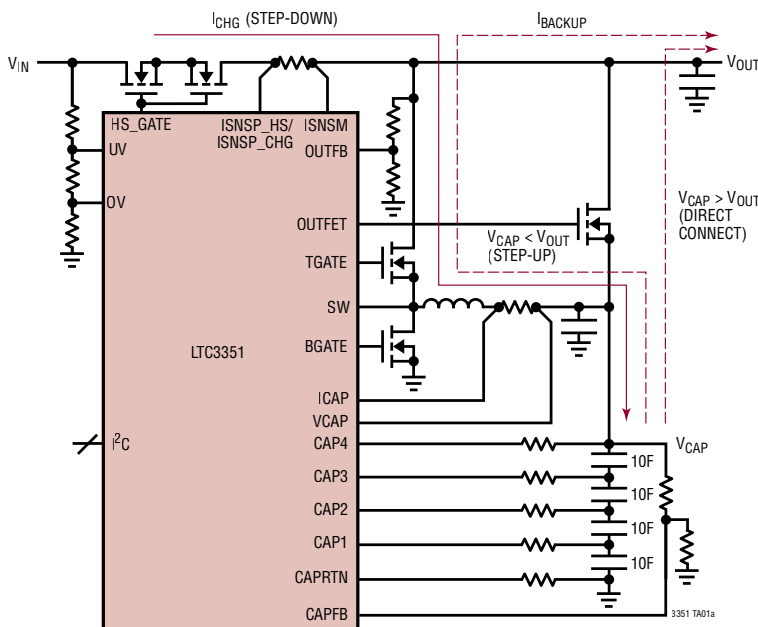 ICHG (STEP-DOWN)
IBACKUP
VIN
VOUT
HS_GATE
ISNSP_HS/
ISNSP_CHG
ISNSM
UV
OUTFB
OV
OUTFET
VCAP < VOUT
(STEP-UP)
VCAP > VOUT
(DIRECT
CONNECT)
TGATE
SW
BGATE
LTC3351
ICAP
VCAP
I2C
CAP4
VCAP
10F
CAP3
10F
CAP2
10F
CAP1
10F
CAPRTN
CAPFB
3351 TA01a